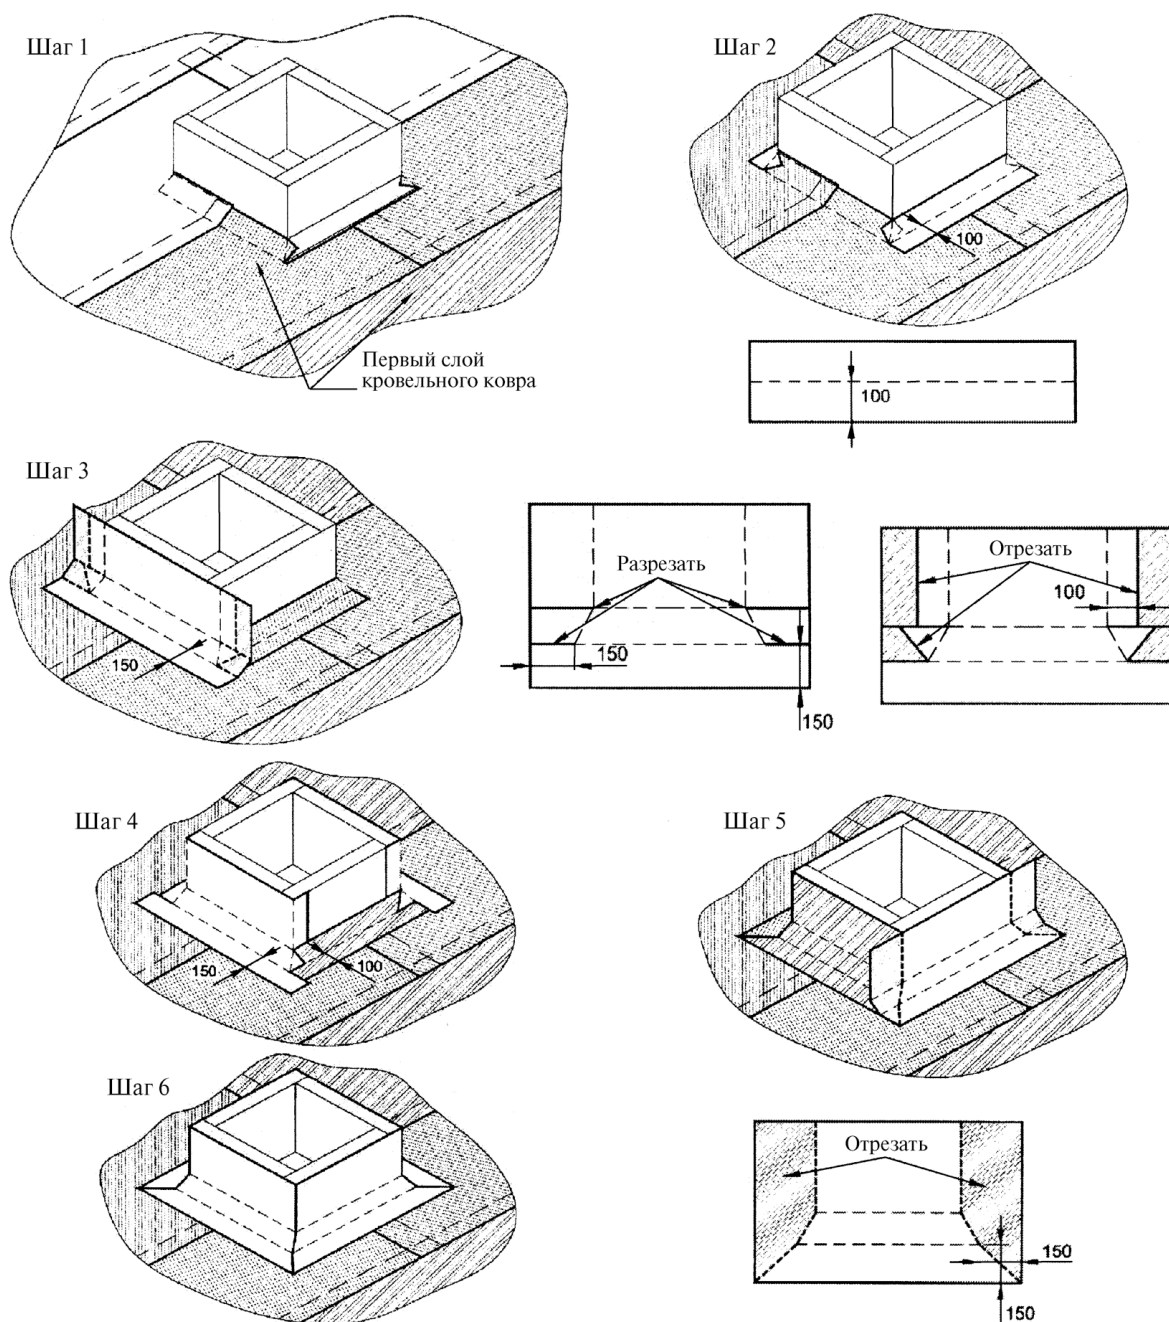 Шаг 1
Шаг 2
100
Первый слой
кровельного ковра
100
Шаг 3
150
Разрезать
150
150
Отрезать
100
Шаг 4
150
100
Шаг 5
Шаг 6
Отрезать
150
150